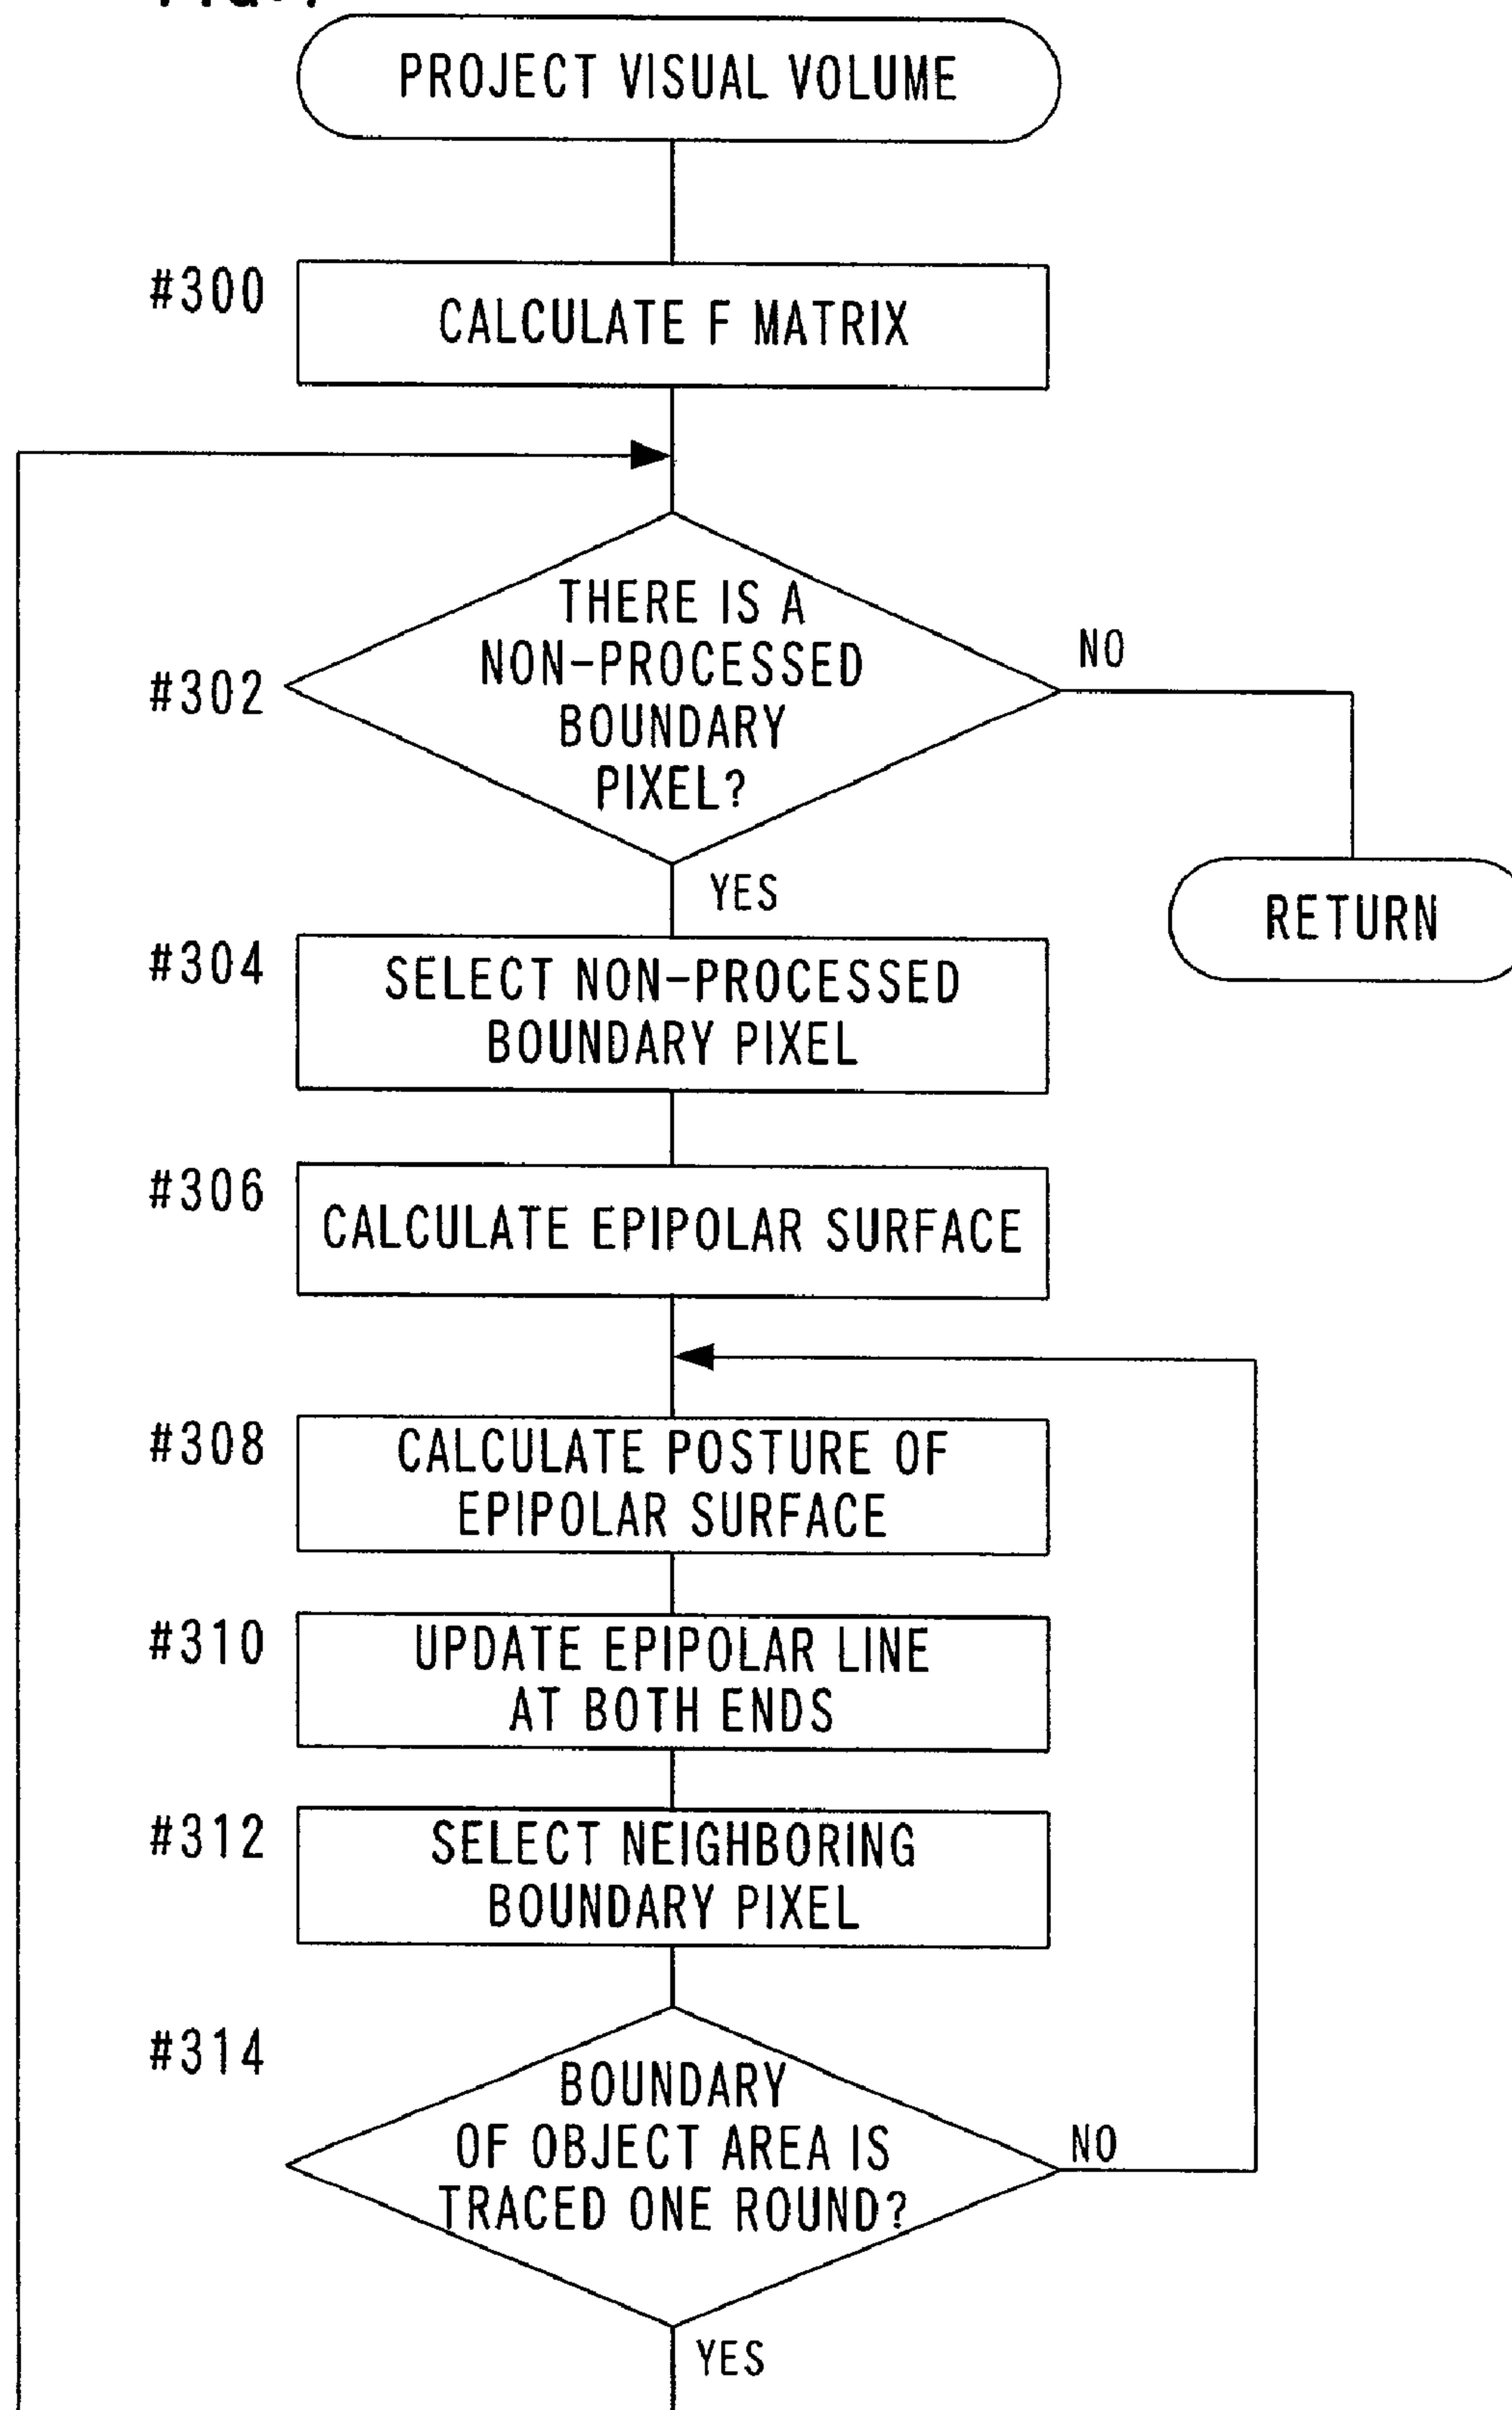 PROJECT VISUAL VOLUME
#300
CALCULATE F MATRIX
THERE IS A
NON-PROCESSED
BOUNDARY
PIXEL?
#302
NO
YES
RETURN
#304
SELECT NON-PROCESSED
BOUNDARY PIXEL
#306
CALCULATE EPIPOLAR SURFACE
#308
CALCULATE POSTURE OF
EPIPOLAR SURFACE
#310
UPDATE EPIPOLAR LINE
AT BOTH ENDS
#312
SELECT NEIGHBORING
BOUNDARY PIXEL
#314
BOUNDARY
OF OBJECT AREA IS
TRACED ONE ROUND?
NO
YES